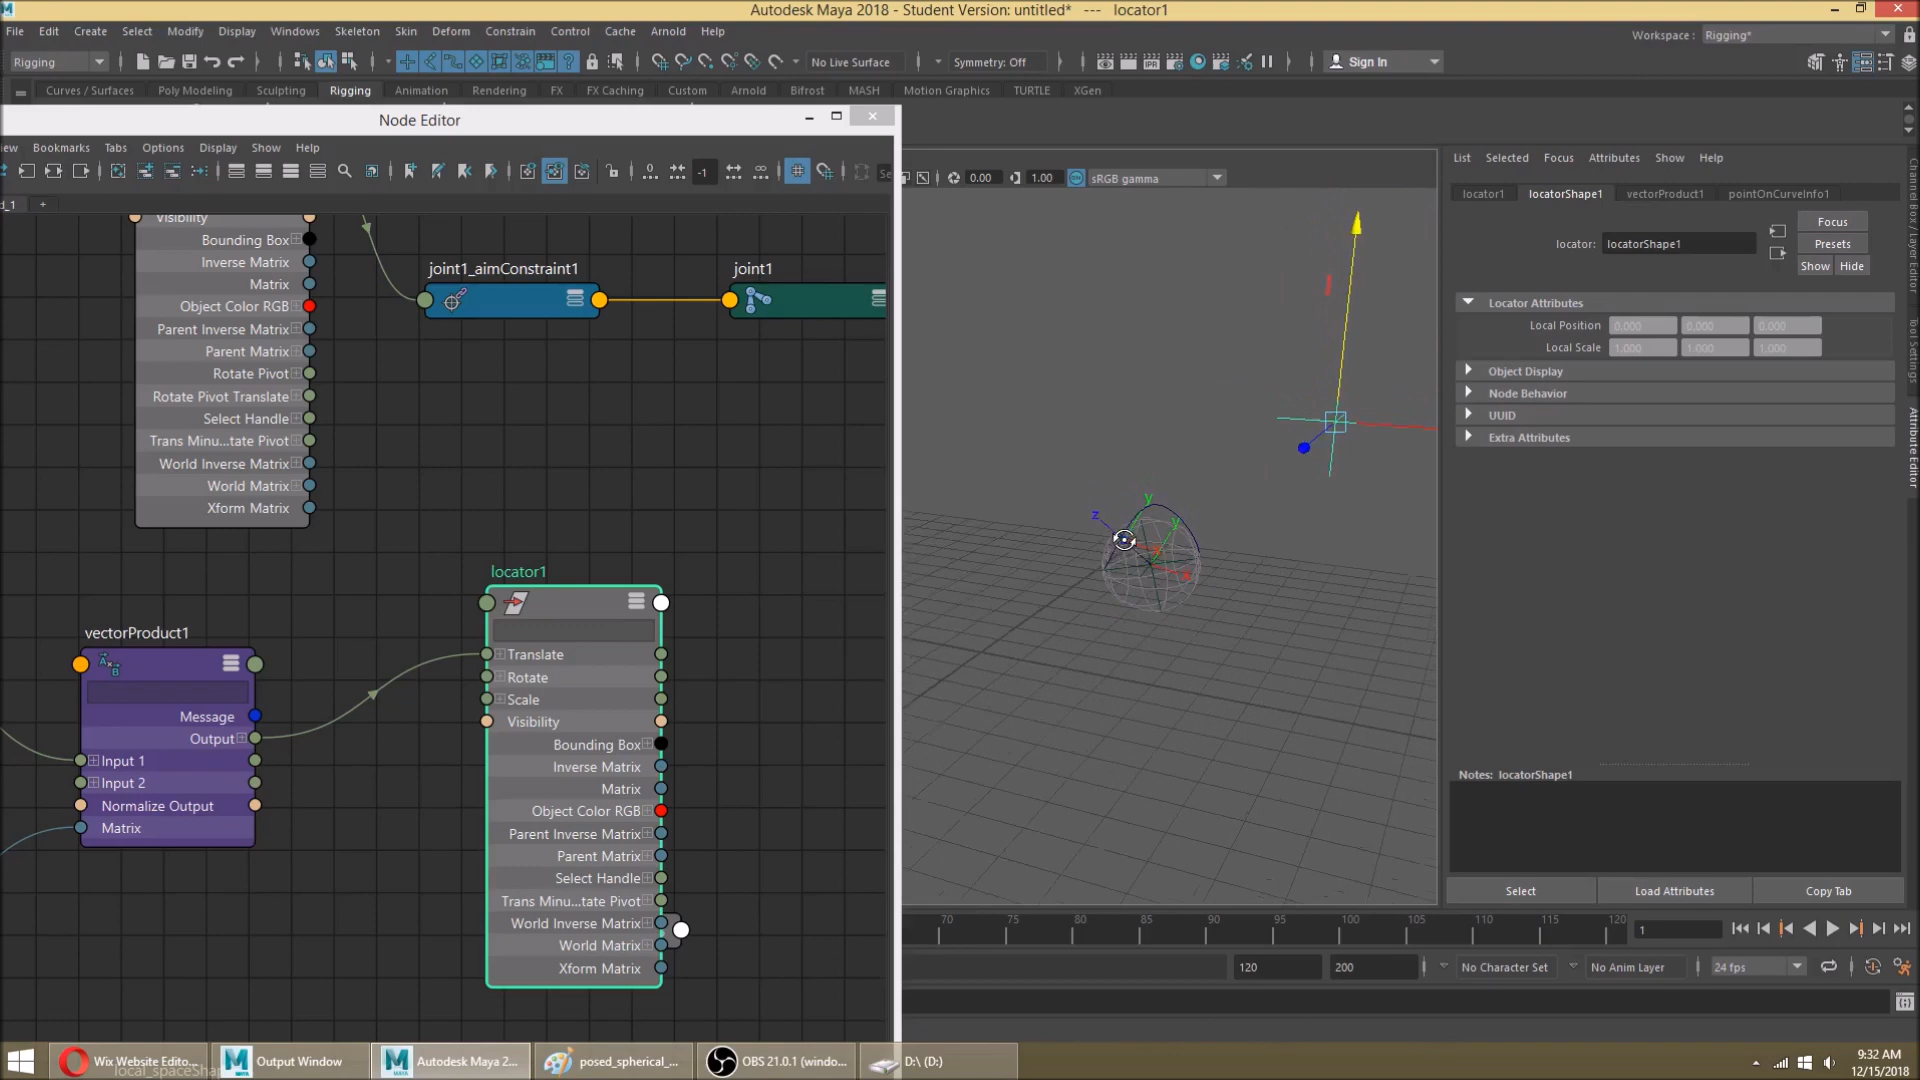 Autodesk Maya 2018 - Student Version: untitled*   ---   locator1
File Edit Create Select Modify Display Windows Skeleton Skin Deform Constrain Control Cache Arnold Help
Workspace : Rigging*
Rigging No Live Surface Symmetry: Off Sign In
Curves / Surfaces Poly Modeling Sculpting Rigging Animation Rendering FX FX Caching Custom Arnold Bifrost MASH Motion Graphics TURTLE XGen
Node Editor
ew Bookmarks Tabs Options Display Show Help
-1
d_1 +
0.00 1.00 sRGB gamma
List Selected Focus Attributes Show Help
locator1 locatorShape1 vectorProduct1 pointOnCurveInfo1
Focus
locator: locatorShape1 Presets
Show Hide
Locator Attributes
Local Position 0.000 0.000 0.000
Local Scale 1.000 1.000 1.000
Object Display
Node Behavior
UUID
Extra Attributes
Channel Box / Layer Editor
Tool Settings
Attribute Editor
Visibility
Bounding Box
Inverse Matrix
Matrix
Object Color RGB
Parent Inverse Matrix
Parent Matrix
Rotate Pivot
Rotate Pivot Translate
Select Handle
Trans Minu...tate Pivot
World Inverse Matrix
World Matrix
Xform Matrix
joint1_aimConstraint1
joint1
vectorProduct1
Message
Output
Input 1
Input 2
Normalize Output
Matrix
locator1
Translate
Rotate
Scale
Visibility
Bounding Box
Inverse Matrix
Matrix
Object Color RGB
Parent Inverse Matrix
Parent Matrix
Select Handle
Trans Minu...tate Pivot
World Inverse Matrix
World Matrix
Xform Matrix
y
z
y
x
x
Notes: locatorShape1
Select Load Attributes Copy Tab
70 75 80 85 90 95 100 105 110 115 120
1
120 200 No Character Set No Anim Layer 24 fps
Wix Website Edito... Output Window Autodesk Maya 2... posed_spherical_... OBS 21.0.1 (windo... D:\ (D:)
local_spaceShap
9:32 AM
12/15/2018